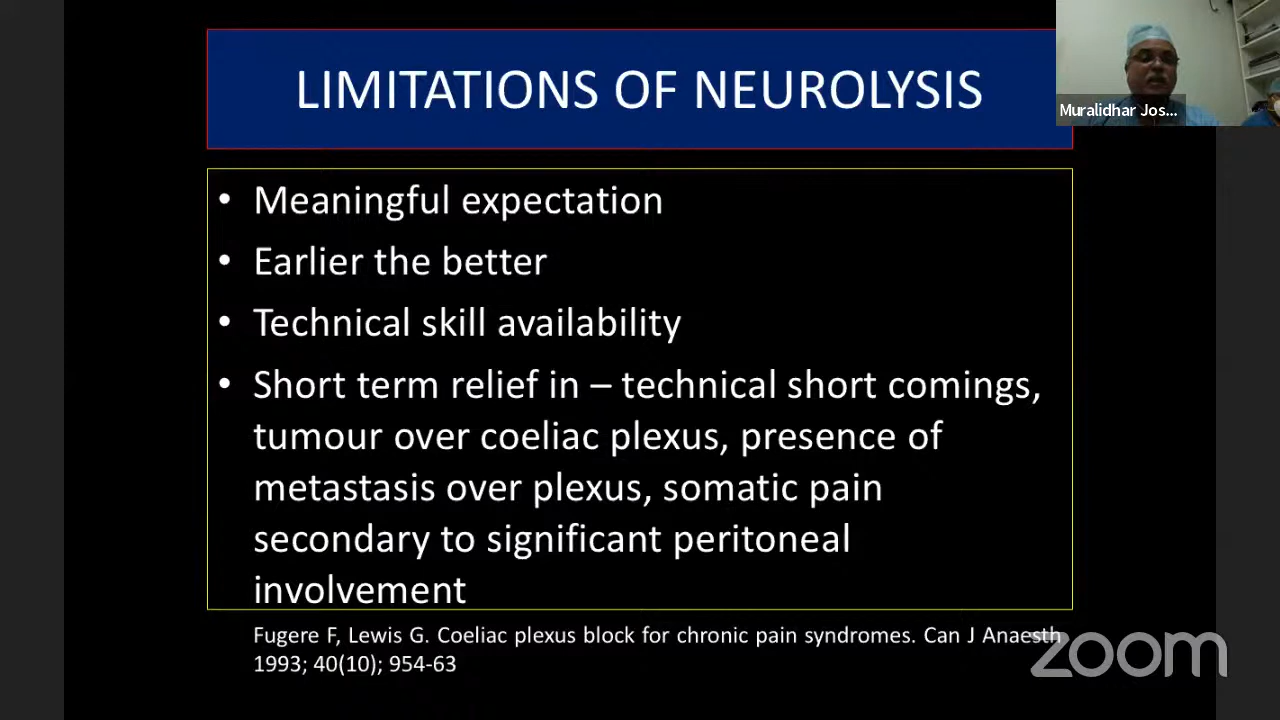 LIMITATIONS OF NEUROLYSIS
Muralidhar Jos...
• Meaningful expectation
• Earlier the better
• Technical skill availability
• Short term relief in – technical short comings,
tumour over coeliac plexus, presence of
metastasis over plexus, somatic pain
secondary to significant peritoneal
involvement
Fugere F, Lewis G. Coeliac plexus block for chronic pain syndromes. Can J Anaesth
1993; 40(10); 954-63
zoom